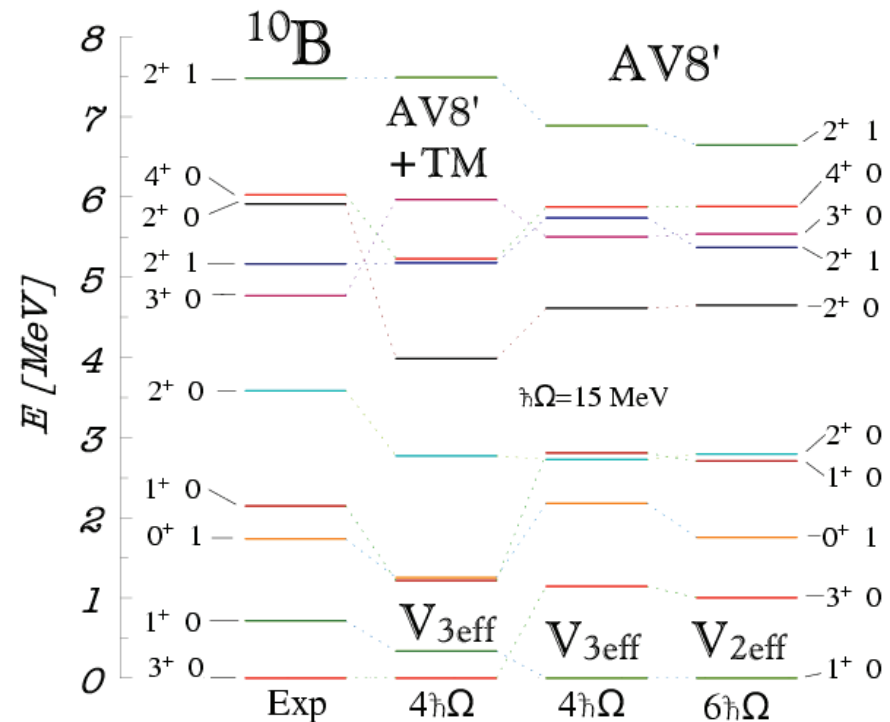 ¹⁰B
AV8'
AV8'
+TM
E [MeV]
8
7
6
5
4
3
2
1
0
2⁺ 1
4⁺ 0
2⁺ 0
2⁺ 1
3⁺ 0
2⁺ 0
1⁺ 0
0⁺ 1
1⁺ 0
3⁺ 0
ℏΩ=15 MeV
2⁺ 1
4⁺ 0
3⁺ 0
2⁺ 1
2⁺ 0
2⁺ 0
1⁺ 0
0⁺ 1
3⁺ 0
1⁺ 0
V3eff
V3eff
V2eff
Exp
4ℏΩ
4ℏΩ
6ℏΩ